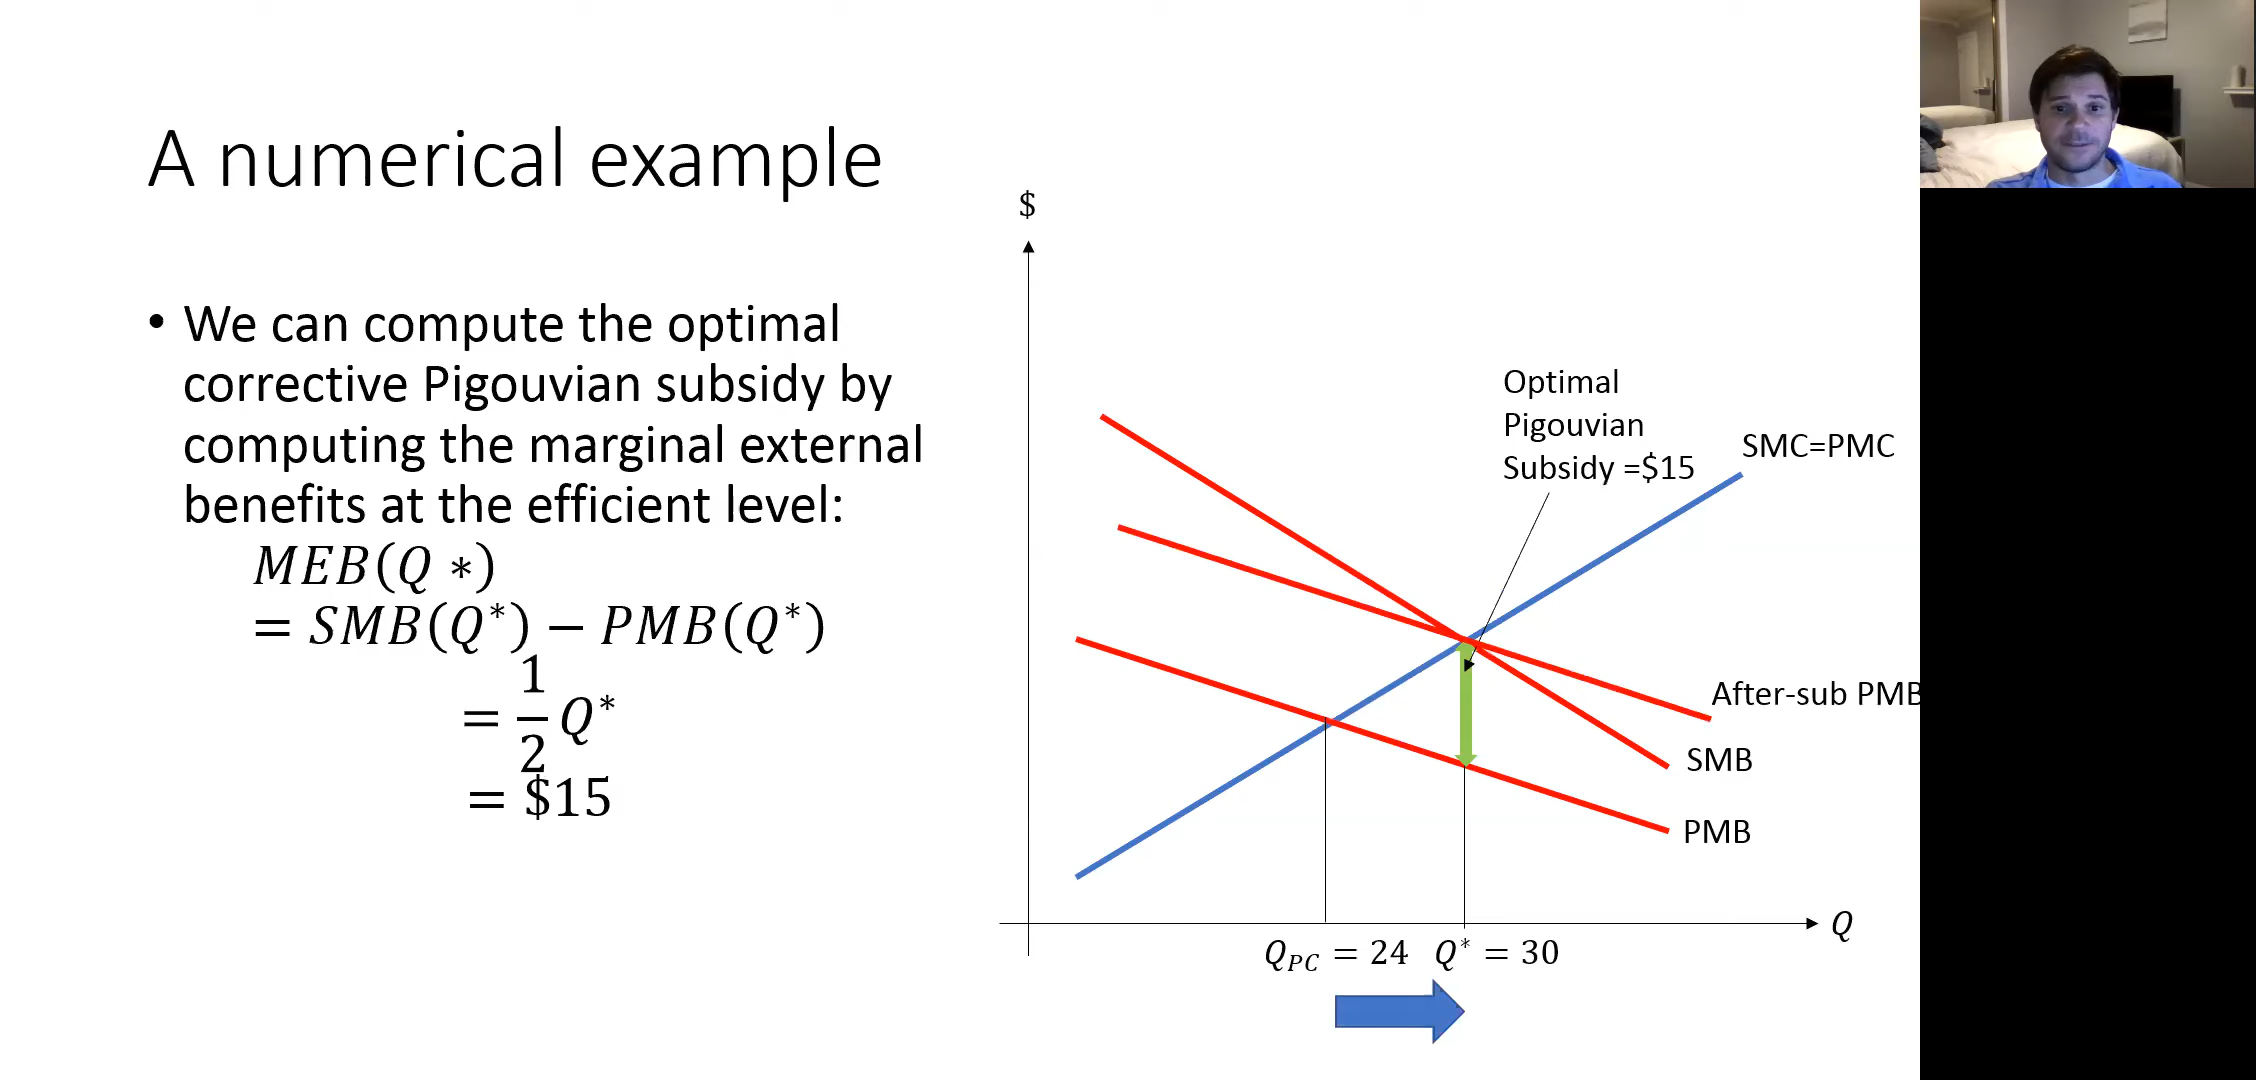 A numerical example
• We can compute the optimal
corrective Pigouvian subsidy by
computing the marginal external
benefits at the efficient level:
MEB(Q ∗)
= SMB(Q*) − PMB(Q*)
= 1/2 Q*
= $15
$
Optimal
Pigouvian
Subsidy =$15
SMC=PMC
After-sub PMB
SMB
PMB
Q
Q_PC = 24 Q* = 30